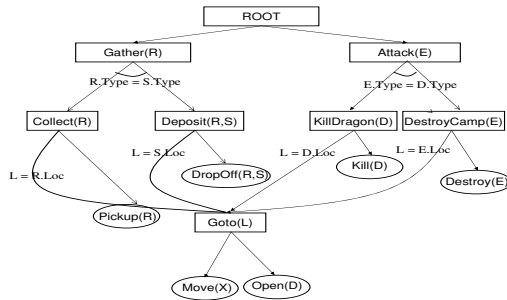 ROOT
Gather(R)
Attack(E)
R.Type = S.Type
E.Type = D.Type
Collect(R)
Deposit(R,S)
KillDragon(D)
DestroyCamp(E)
L = S.Loc
L = D.Loc
L = E.Loc
L = R.Loc
DropOff(R,S)
Kill(D)
Destroy(E)
Pickup(R)
Goto(L)
Move(X)
Open(D)